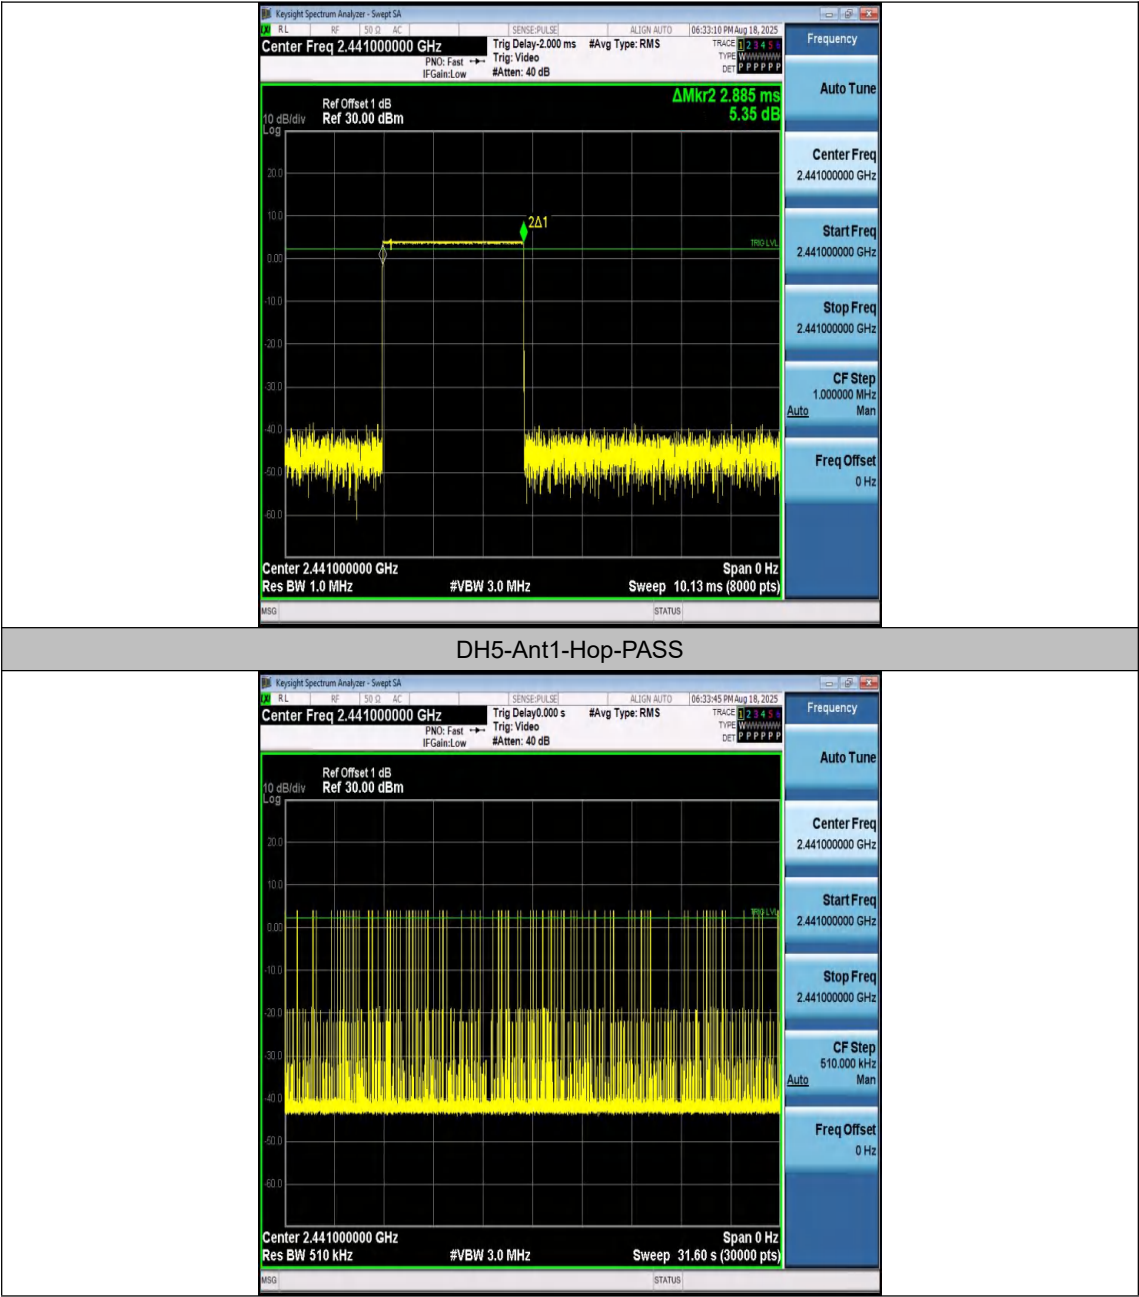 Keysight Spectrum Analyzer - Swept SA
RL RF 50 Ω AC SENSE:PULSE ALIGN AUTO 06:33:10 PM Aug 18, 2025
Center Freq 2.441000000 GHz
PNO: Fast
IFGain:Low
Trig Delay-2.000 ms
Trig: Video
#Atten: 40 dB
#Avg Type: RMS
TRACE 1 2 3 4 5 6
TYPE W
DET P P P P P P
ΔMkr2 2.885 ms
5.35 dB
Ref Offset 1 dB
10 dB/div Ref 30.00 dBm
Log
20.0
10.0
2Δ1
TRIG LVL
1
0.00
-10.0
-20.0
-30.0
-40.0
-50.0
-60.0
Center 2.441000000 GHz Span 0 Hz
Res BW 1.0 MHz #VBW 3.0 MHz Sweep 10.13 ms (8000 pts)
MSG STATUS
Frequency
Auto Tune
Center Freq
2.441000000 GHz
Start Freq
2.441000000 GHz
Stop Freq
2.441000000 GHz
CF Step
1.000000 MHz
Auto Man
Freq Offset
0 Hz
DH5-Ant1-Hop-PASS
Keysight Spectrum Analyzer - Swept SA
RL RF 50 Ω AC SENSE:PULSE ALIGN AUTO 06:33:45 PM Aug 18, 2025
Center Freq 2.441000000 GHz
PNO: Fast
IFGain:Low
Trig Delay0.000 s
Trig: Video
#Atten: 40 dB
#Avg Type: RMS
TRACE 1 2 3 4 5 6
TYPE W
DET P P P P P P
Ref Offset 1 dB
10 dB/div Ref 30.00 dBm
Log
20.0
10.0
TRIG LVL
0.00
-10.0
-20.0
-30.0
-40.0
-50.0
-60.0
Center 2.441000000 GHz Span 0 Hz
Res BW 510 kHz #VBW 3.0 MHz Sweep 31.60 s (30000 pts)
MSG STATUS
Frequency
Auto Tune
Center Freq
2.441000000 GHz
Start Freq
2.441000000 GHz
Stop Freq
2.441000000 GHz
CF Step
510.000 kHz
Auto Man
Freq Offset
0 Hz